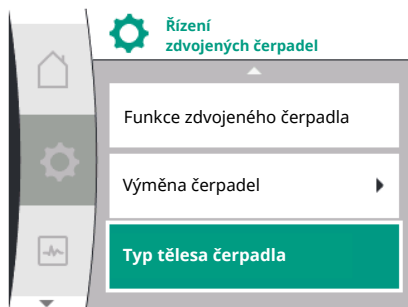 Řízení
zdvojených čerpadel
Funkce zdvojeného čerpadla
Výměna čerpadel
Typ tělesa čerpadla